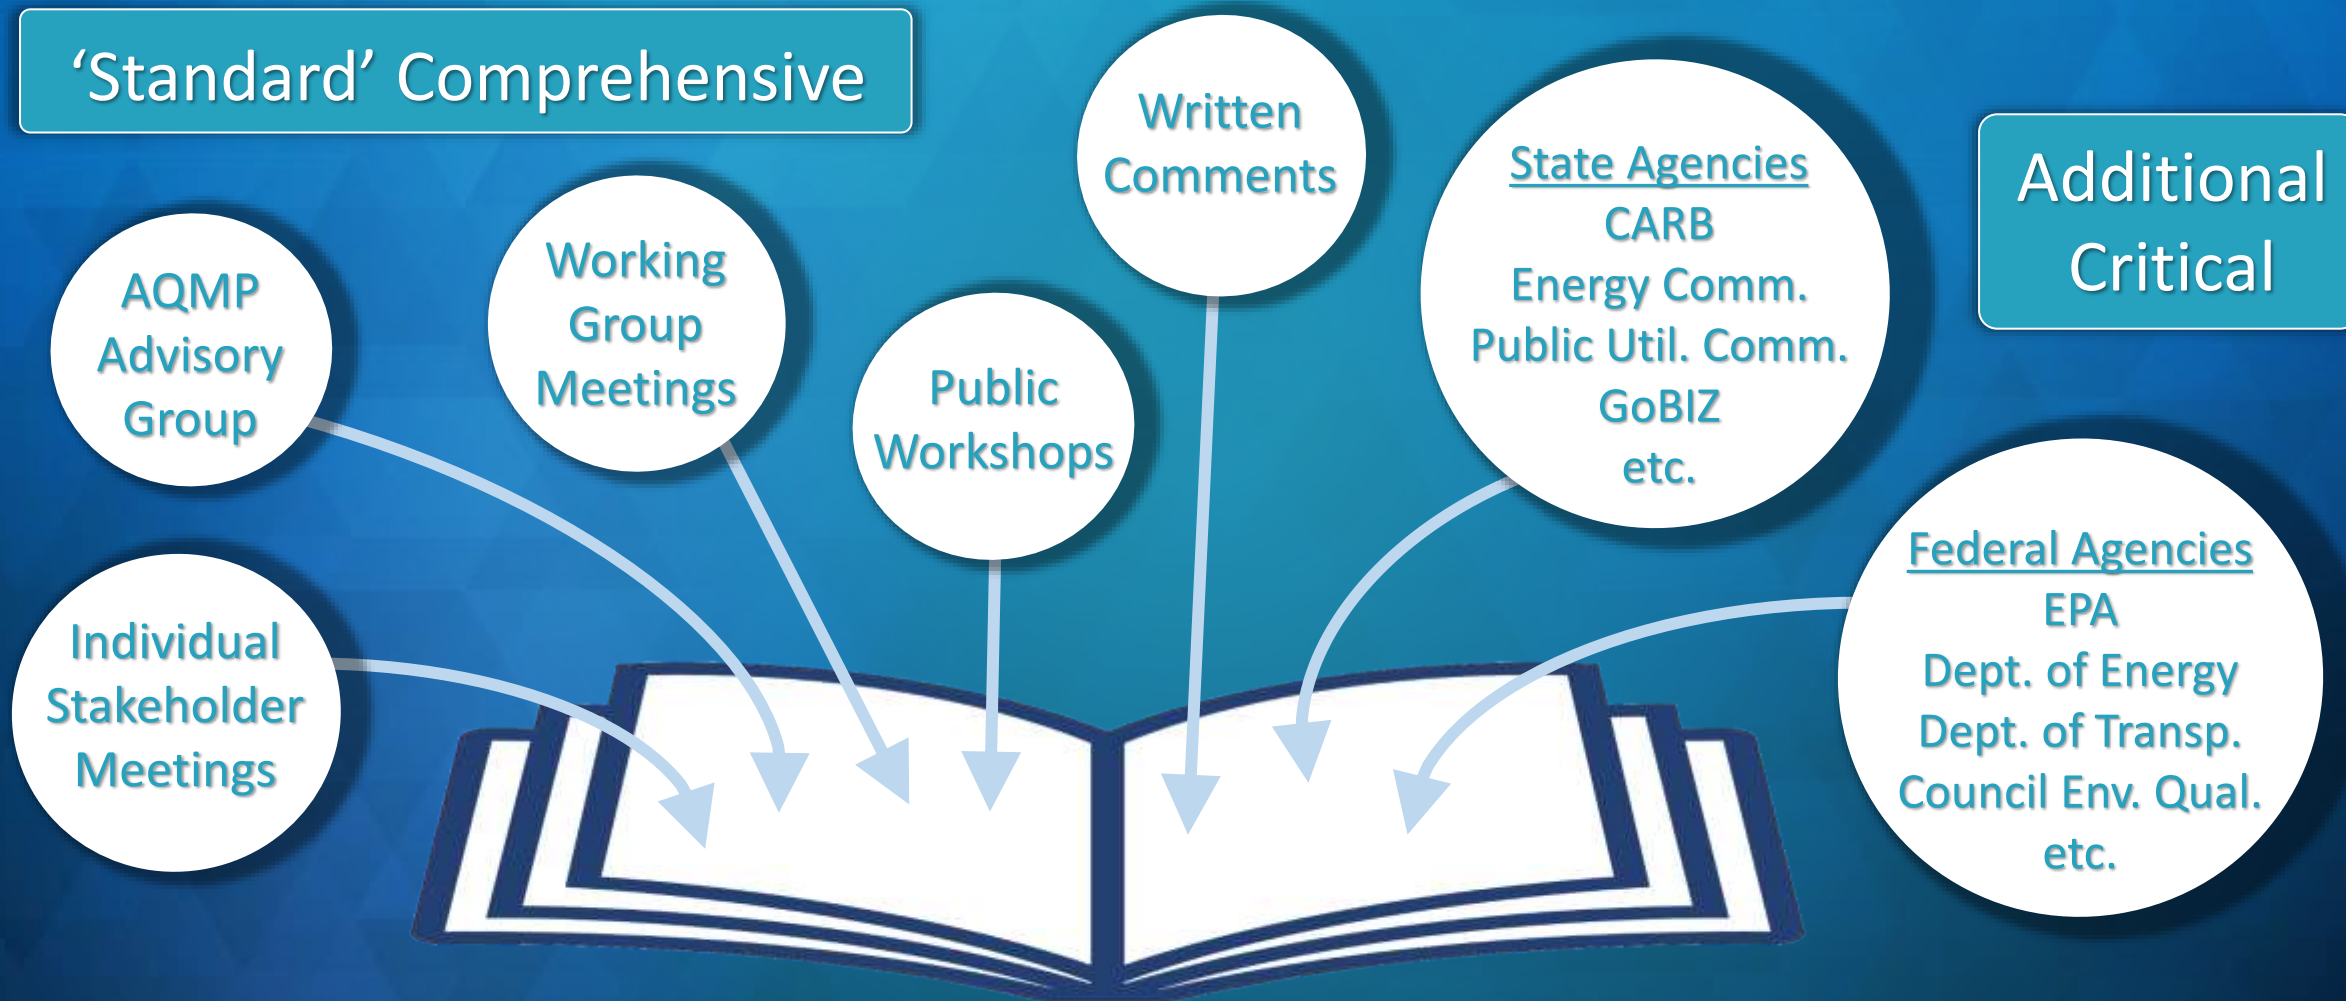 ‘Standard’ Comprehensive
AQMP
Advisory
Group
Individual
Stakeholder
Meetings
Working
Group
Meetings
Public
Workshops
Written
Comments
Additional
Critical
State Agencies
CARB
Energy Comm.
Public Util. Comm.
GoBIZ
etc.
Federal Agencies
EPA
Dept. of Energy
Dept. of Transp.
Council Env. Qual.
etc.